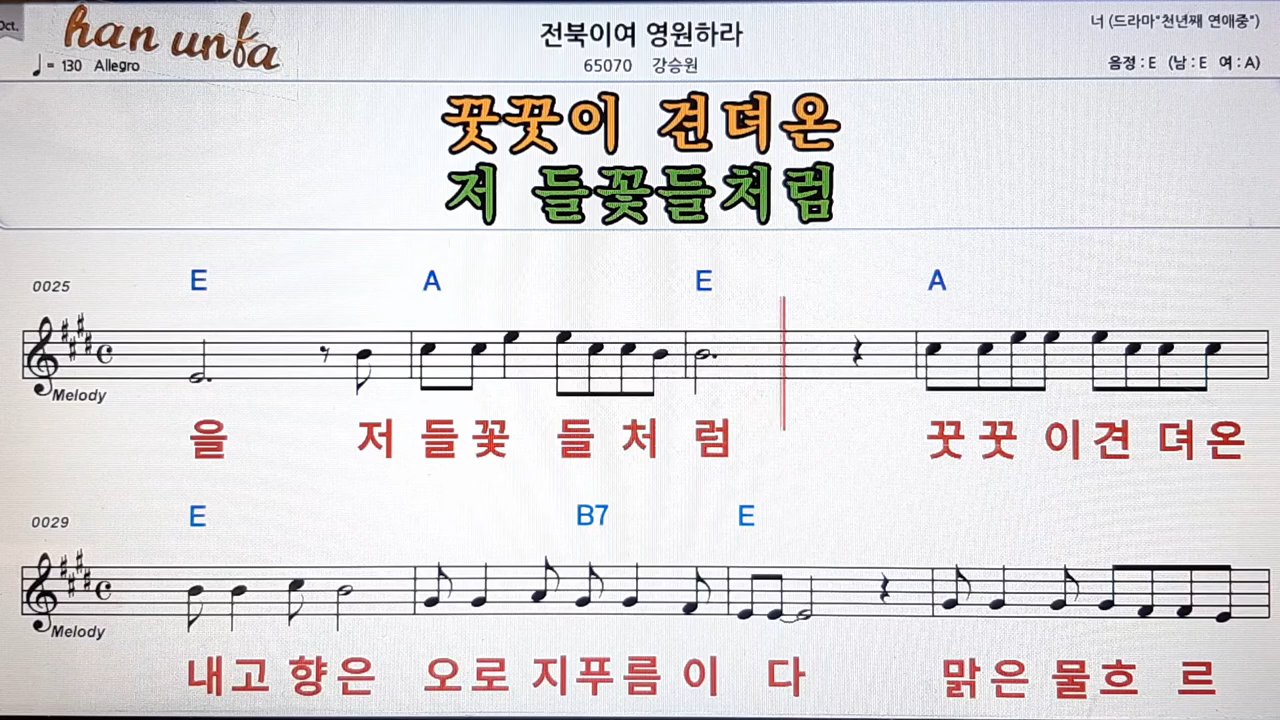 Oct.
han unfa
♩= 130 Allegro
전북이여 영원하라
65070 강승원
너 (드라마"천년째 연애중")
음정 : E (남 : E 여 : A)
꿋꿋이 견뎌온
저 들꽃들처럼
0025
E A E A
Melody
을 저 들꽃 들 처 럼 꿋꿋 이견 뎌온
0029
E B7 E
Melody
내고 향은 오로 지푸름 이 다 맑은 물흐 르